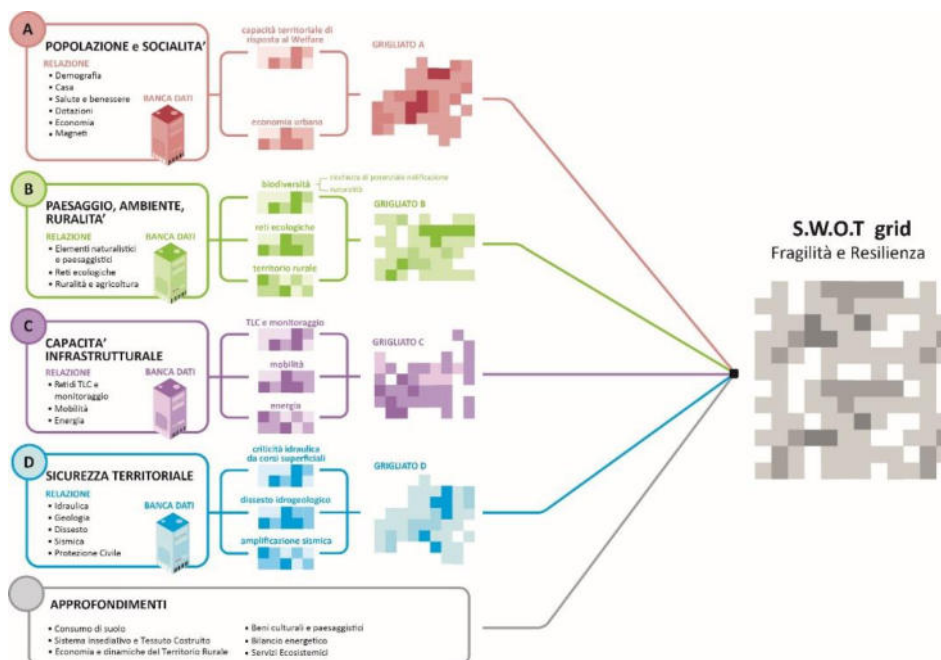 A
POPOLAZIONE e SOCIALITA'
RELAZIONE
• Demografia
• Casa
• Salute e benessere
• Dotazioni
• Economia
• Magneti
BANCA DATI
capacità territoriale di
risposta al Welfare
economia urbana
GRIGLIATO A
B
PAESAGGIO, AMBIENTE,
RURALITA'
RELAZIONE
• Elementi naturalistici
e paesaggistici
• Reti ecologiche
• Ruralità e agricoltura
BANCA DATI
biodiversità
ricchezza di potenziale nidificazione
naturalità
reti ecologiche
territorio rurale
GRIGLIATO B
C
CAPACITA'
INFRASTRUTTURALE
RELAZIONE
• Reti di TLC e
monitoraggio
• Mobilità
• Energia
BANCA DATI
TLC e monitoraggio
mobilità
energia
GRIGLIATO C
D
SICUREZZA TERRITORIALE
RELAZIONE
• Idraulica
• Geologia
• Dissesto
• Sismica
• Protezione Civile
BANCA DATI
criticità idraulica
da corsi superficiali
dissesto idrogeologico
amplificazione sismica
GRIGLIATO D
APPROFONDIMENTI
• Consumo di suolo
• Sistema insediativo e Tessuto Costruito
• Economia e dinamiche del Territorio Rurale
• Beni culturali e paesaggistici
• Bilancio energetico
• Servizi Ecosistemici
S.W.O.T grid
Fragilità e Resilienza